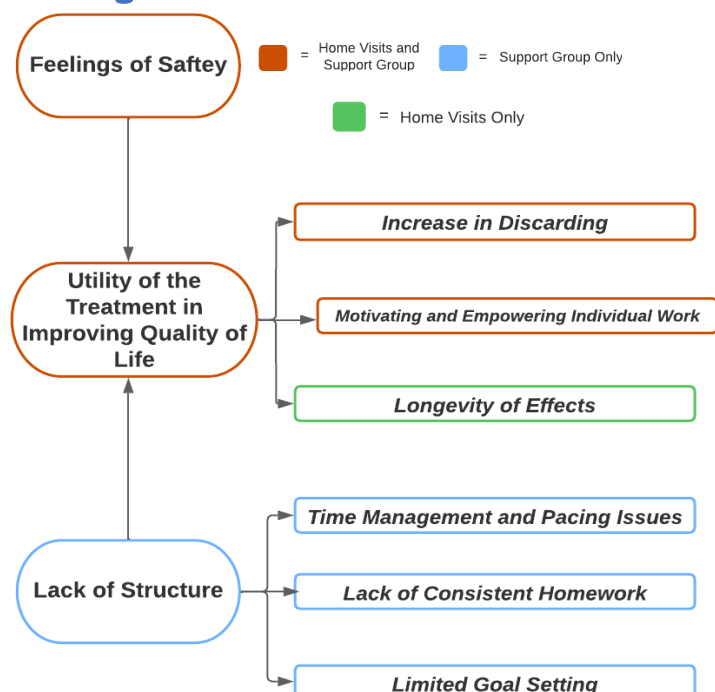 Feelings of Saftey
= Home Visits and
Support Group
= Support Group Only
= Home Visits Only
Increase in Discarding
Utility of the
Treatment in
Improving Quality of
Life
Motivating and Empowering Individual Work
Longevity of Effects
Time Management and Pacing Issues
Lack of Structure
Lack of Consistent Homework
Limited Goal Setting